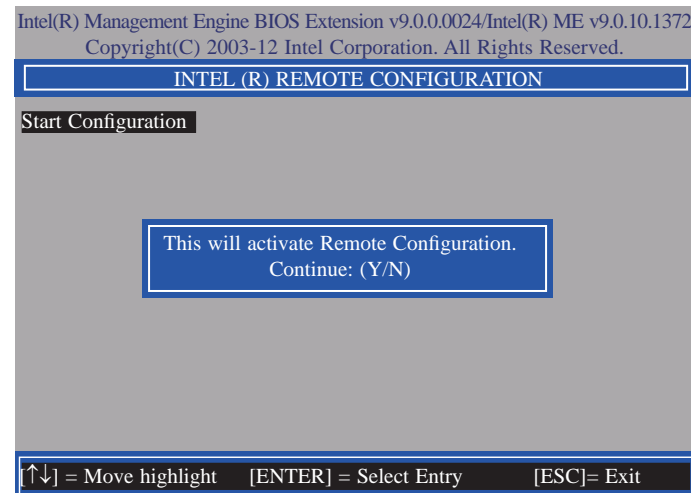 Intel(R) Management Engine BIOS Extension v9.0.0.0024/Intel(R) ME v9.0.10.1372
Copyright(C) 2003-12 Intel Corporation. All Rights Reserved.
INTEL (R) REMOTE CONFIGURATION
Start Configuration
This will activate Remote Configuration.
Continue: (Y/N)
[↑↓] = Move highlight [ENTER] = Select Entry [ESC]= Exit